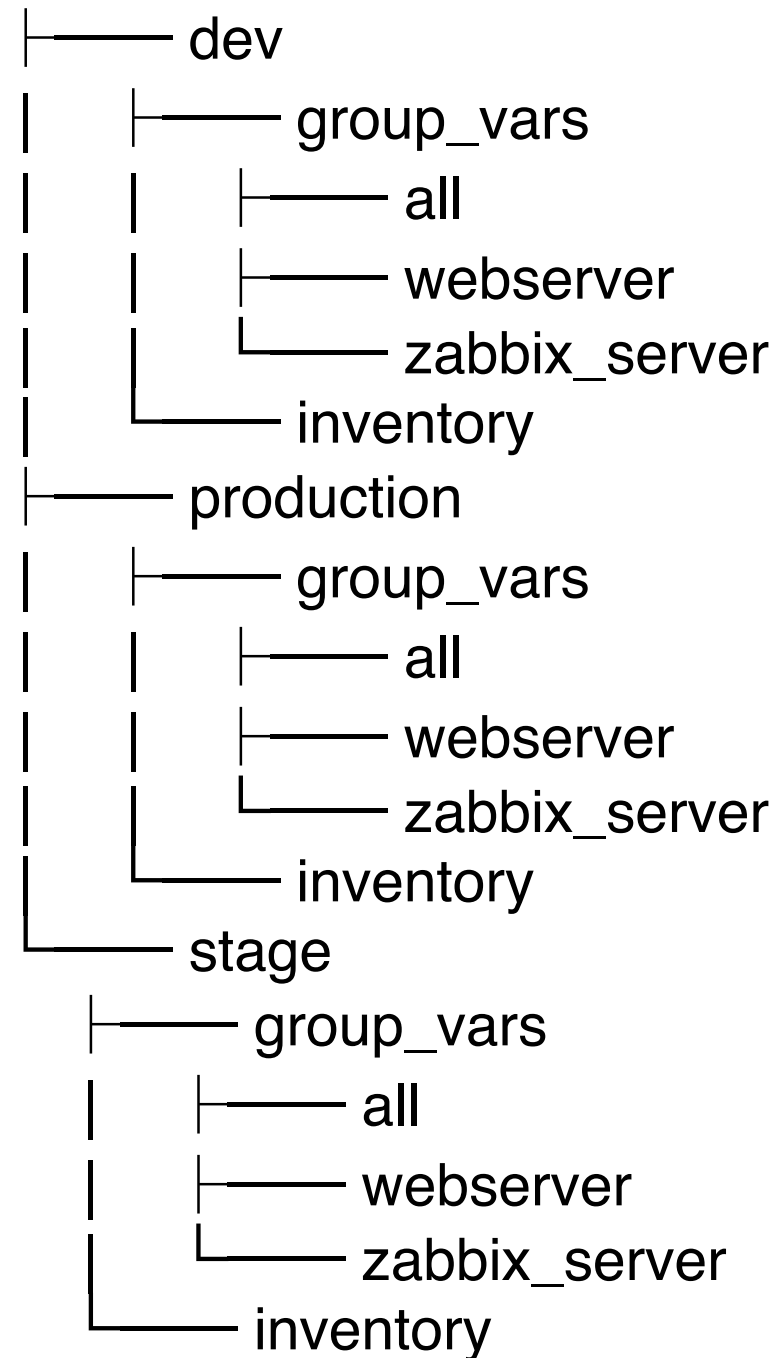 ├── dev
│   ├── group_vars
│   │   ├── all
│   │   ├── webserver
│   │   └── zabbix_server
│   └── inventory
├── production
│   ├── group_vars
│   │   ├── all
│   │   ├── webserver
│   │   └── zabbix_server
│   └── inventory
└── stage
    ├── group_vars
    │   ├── all
    │   ├── webserver
    │   └── zabbix_server
    └── inventory